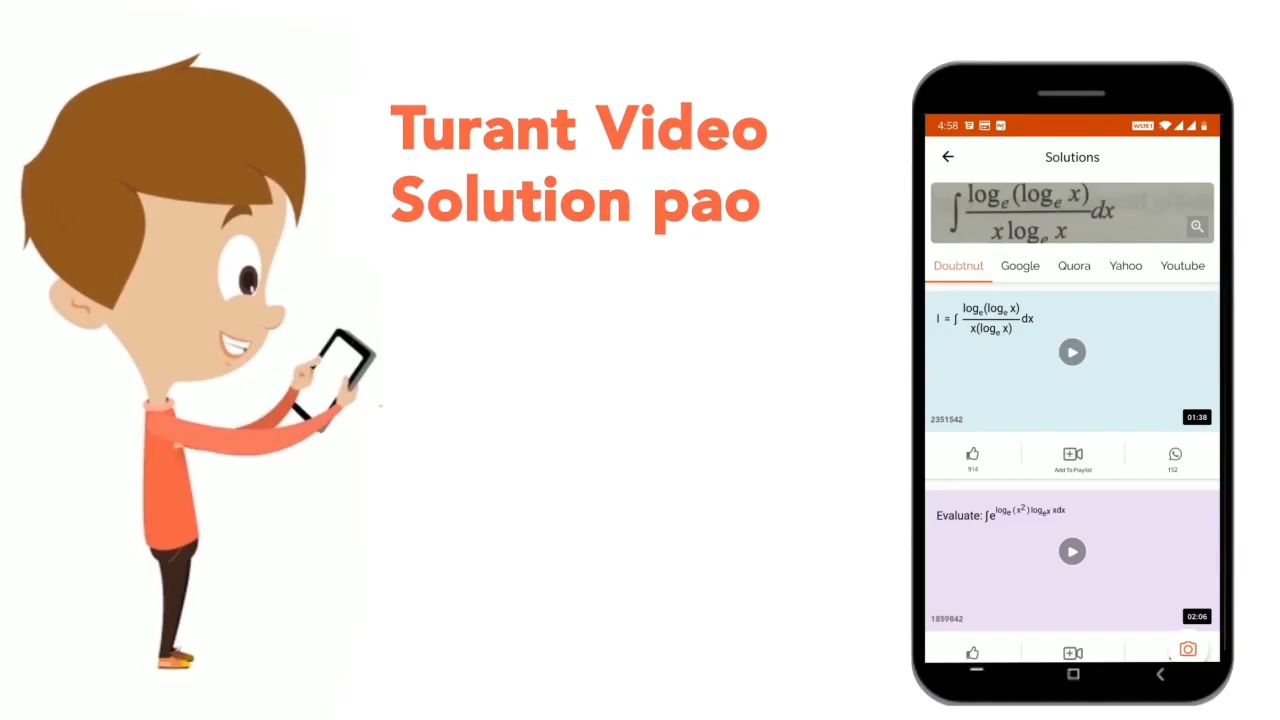 Turant Video
Solution pao
4:58
Solutions
∫ logₑ(logₑ x) / x logₑ x dx
Doubtnut Google Quora Yahoo Youtube
I = ∫ logₑ(logₑ x) / x(logₑ x) dx
2351542 01:38
914 Add To Playlist 152
Evaluate: ∫e^logₑ(x²)logₑx xdx
1859842 02:06